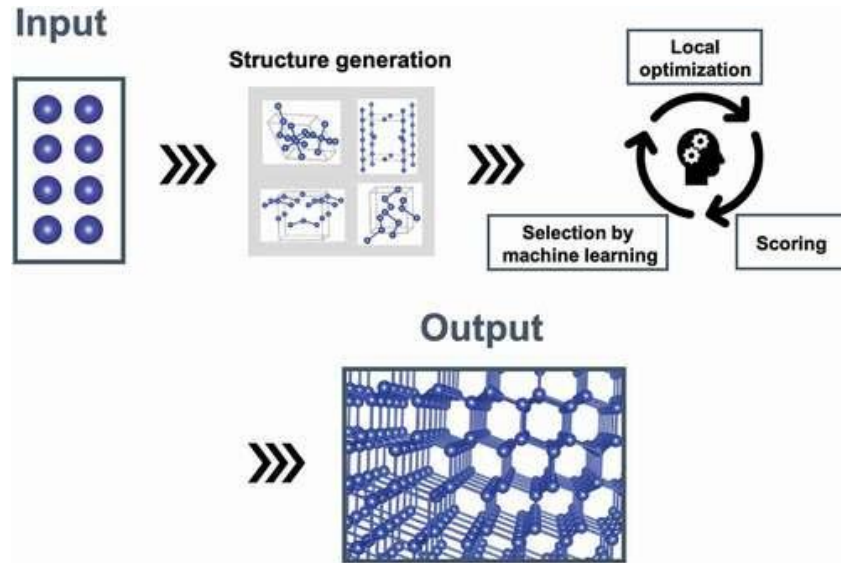 Input
Structure generation
Local
optimization
Selection by
machine learning
Scoring
Output